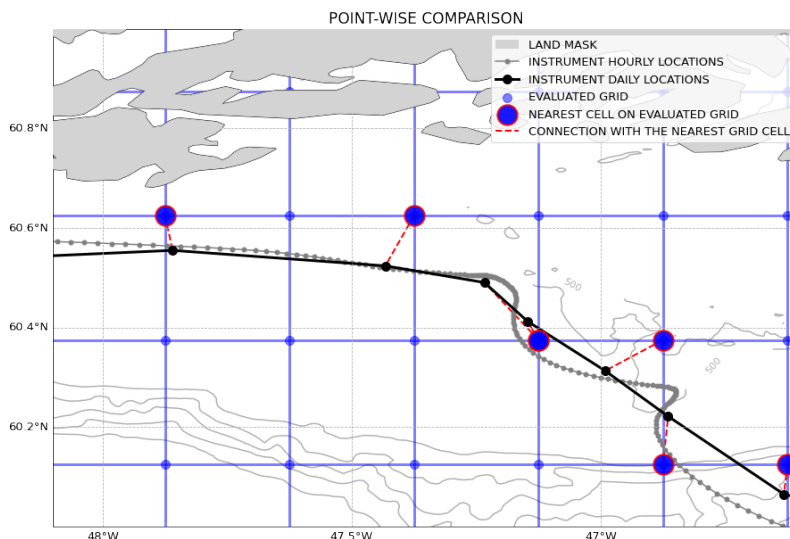 POINT-WISE COMPARISON
LAND MASK
INSTRUMENT HOURLY LOCATIONS
INSTRUMENT DAILY LOCATIONS
EVALUATED GRID
NEAREST CELL ON EVALUATED GRID
CONNECTION WITH THE NEAREST GRID CELL
60.8°N
60.6°N
500
60.4°N
500
60.2°N
48°W
47.5°W
47°W